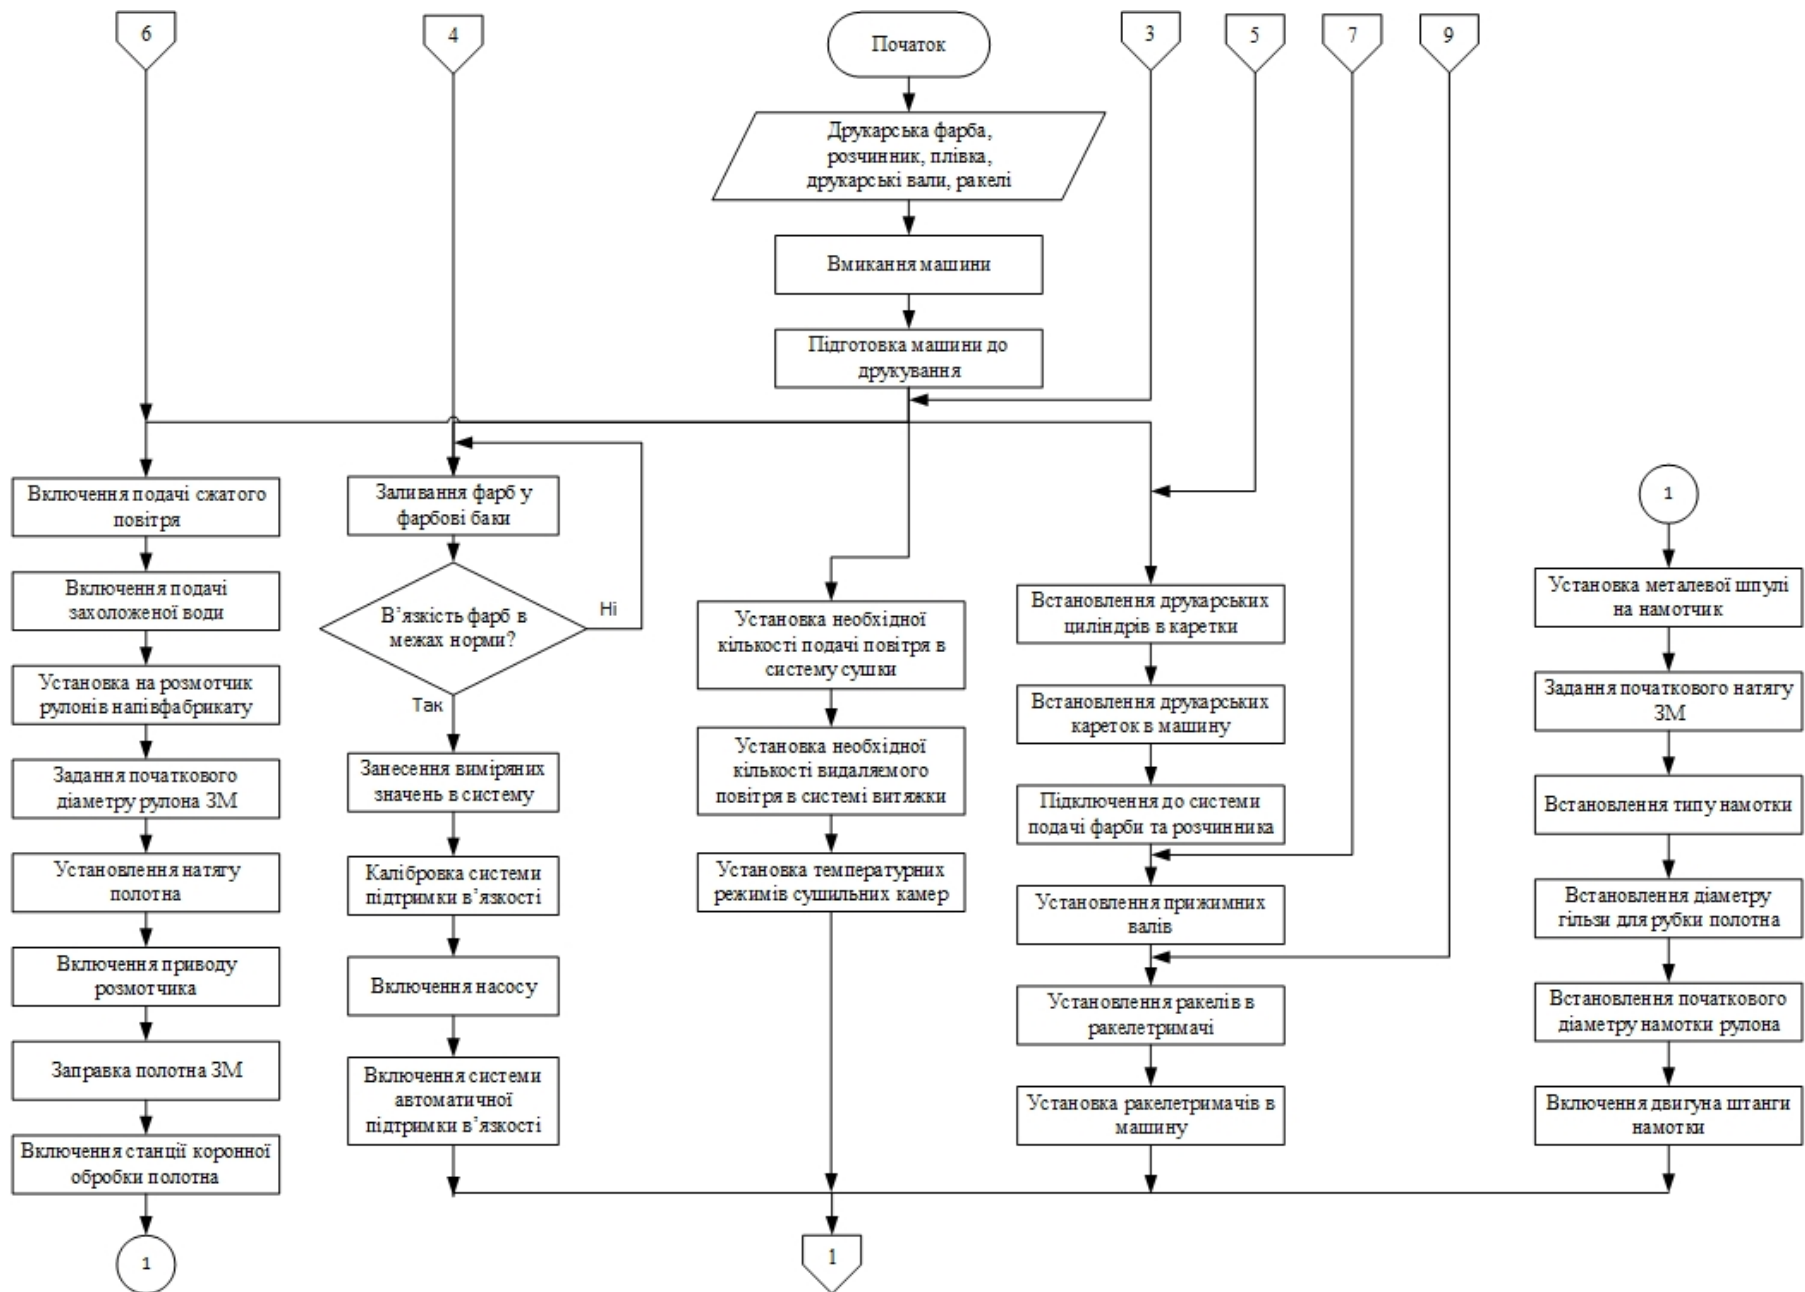 6
4
Початок
3
5
7
9
Друкарська фарба,
розчинник, плівка,
друкарські вали, ракелі
Вмикання машини
Підготовка машини до
друкування
Включення подачі сжатого
повітря
Включення подачі
захоложеної води
Установка на розмотчик
рулонів напівфабрикату
Задання початкового
діаметру рулона ЗМ
Установлення натягу
полотна
Включення приводу
розмотчика
Заправка полотна ЗМ
Включення станції коронної
обробки полотна
1
Заливання фарб у
фарбові баки
В’язкість фарб в
межах норми?
Ні
Так
Занесення виміряних
значень в систему
Калібровка системи
підтримки в’язкості
Включення насосу
Включення системи
автоматичної
підтримки в’язкості
Установка необхідної
кількості подачі повітря в
систему сушки
Установка необхідної
кількості видаляемого
повітря в системі витяжки
Установка температурних
режимів сушильних камер
1
Встановлення друкарських
циліндрів в каретки
Встановлення друкарських
кареток в машину
Підключення до системи
подачі фарби та розчинника
Установлення прижимних
валів
Установлення ракелів в
ракелетримачі
Установка ракелетримачів в
машину
1
Установка металевої шпулі
на намотчик
Задання початкового натягу
ЗМ
Встановлення типу намотки
Встановлення діаметру
гільзи для рубки полотна
Встановлення початкового
діаметру намотки рулона
Включення двигуна штанги
намотки